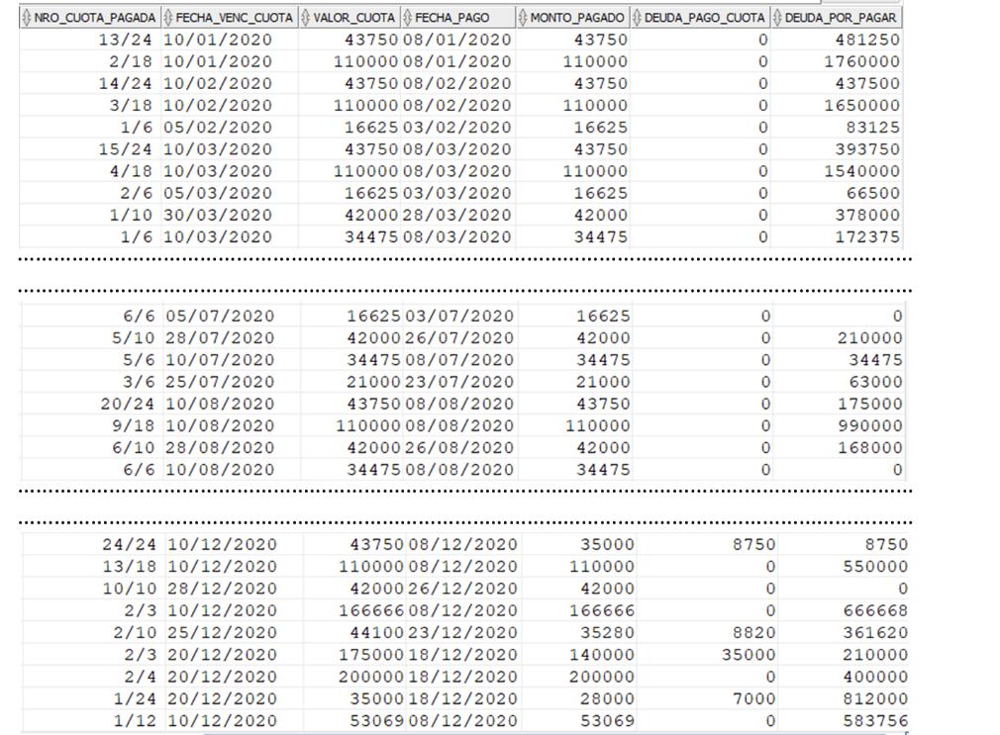 NRO_CUOTA_PAGADA FECHA_VENC_CUOTA VALOR_CUOTA FECHA_PAGO MONTO_PAGADO DEUDA_PAGO_CUOTA DEUDA_POR_PAGAR
13/24 10/01/2020 43750 08/01/2020 43750 0 481250
2/18 10/01/2020 110000 08/01/2020 110000 0 1760000
14/24 10/02/2020 43750 08/02/2020 43750 0 437500
3/18 10/02/2020 110000 08/02/2020 110000 0 1650000
1/6 05/02/2020 16625 03/02/2020 16625 0 83125
15/24 10/03/2020 43750 08/03/2020 43750 0 393750
4/18 10/03/2020 110000 08/03/2020 110000 0 1540000
2/6 05/03/2020 16625 03/03/2020 16625 0 66500
1/10 30/03/2020 42000 28/03/2020 42000 0 378000
1/6 10/03/2020 34475 08/03/2020 34475 0 172375
6/6 05/07/2020 16625 03/07/2020 16625 0 0
5/10 28/07/2020 42000 26/07/2020 42000 0 210000
5/6 10/07/2020 34475 08/07/2020 34475 0 34475
3/6 25/07/2020 21000 23/07/2020 21000 0 63000
20/24 10/08/2020 43750 08/08/2020 43750 0 175000
9/18 10/08/2020 110000 08/08/2020 110000 0 990000
6/10 28/08/2020 42000 26/08/2020 42000 0 168000
6/6 10/08/2020 34475 08/08/2020 34475 0 0
24/24 10/12/2020 43750 08/12/2020 35000 8750 8750
13/18 10/12/2020 110000 08/12/2020 110000 0 550000
10/10 28/12/2020 42000 26/12/2020 42000 0 0
2/3 10/12/2020 166666 08/12/2020 166666 0 666668
2/10 25/12/2020 44100 23/12/2020 35280 8820 361620
2/3 20/12/2020 175000 18/12/2020 140000 35000 210000
2/4 20/12/2020 200000 18/12/2020 200000 0 400000
1/24 20/12/2020 35000 18/12/2020 28000 7000 812000
1/12 10/12/2020 53069 08/12/2020 53069 0 583756